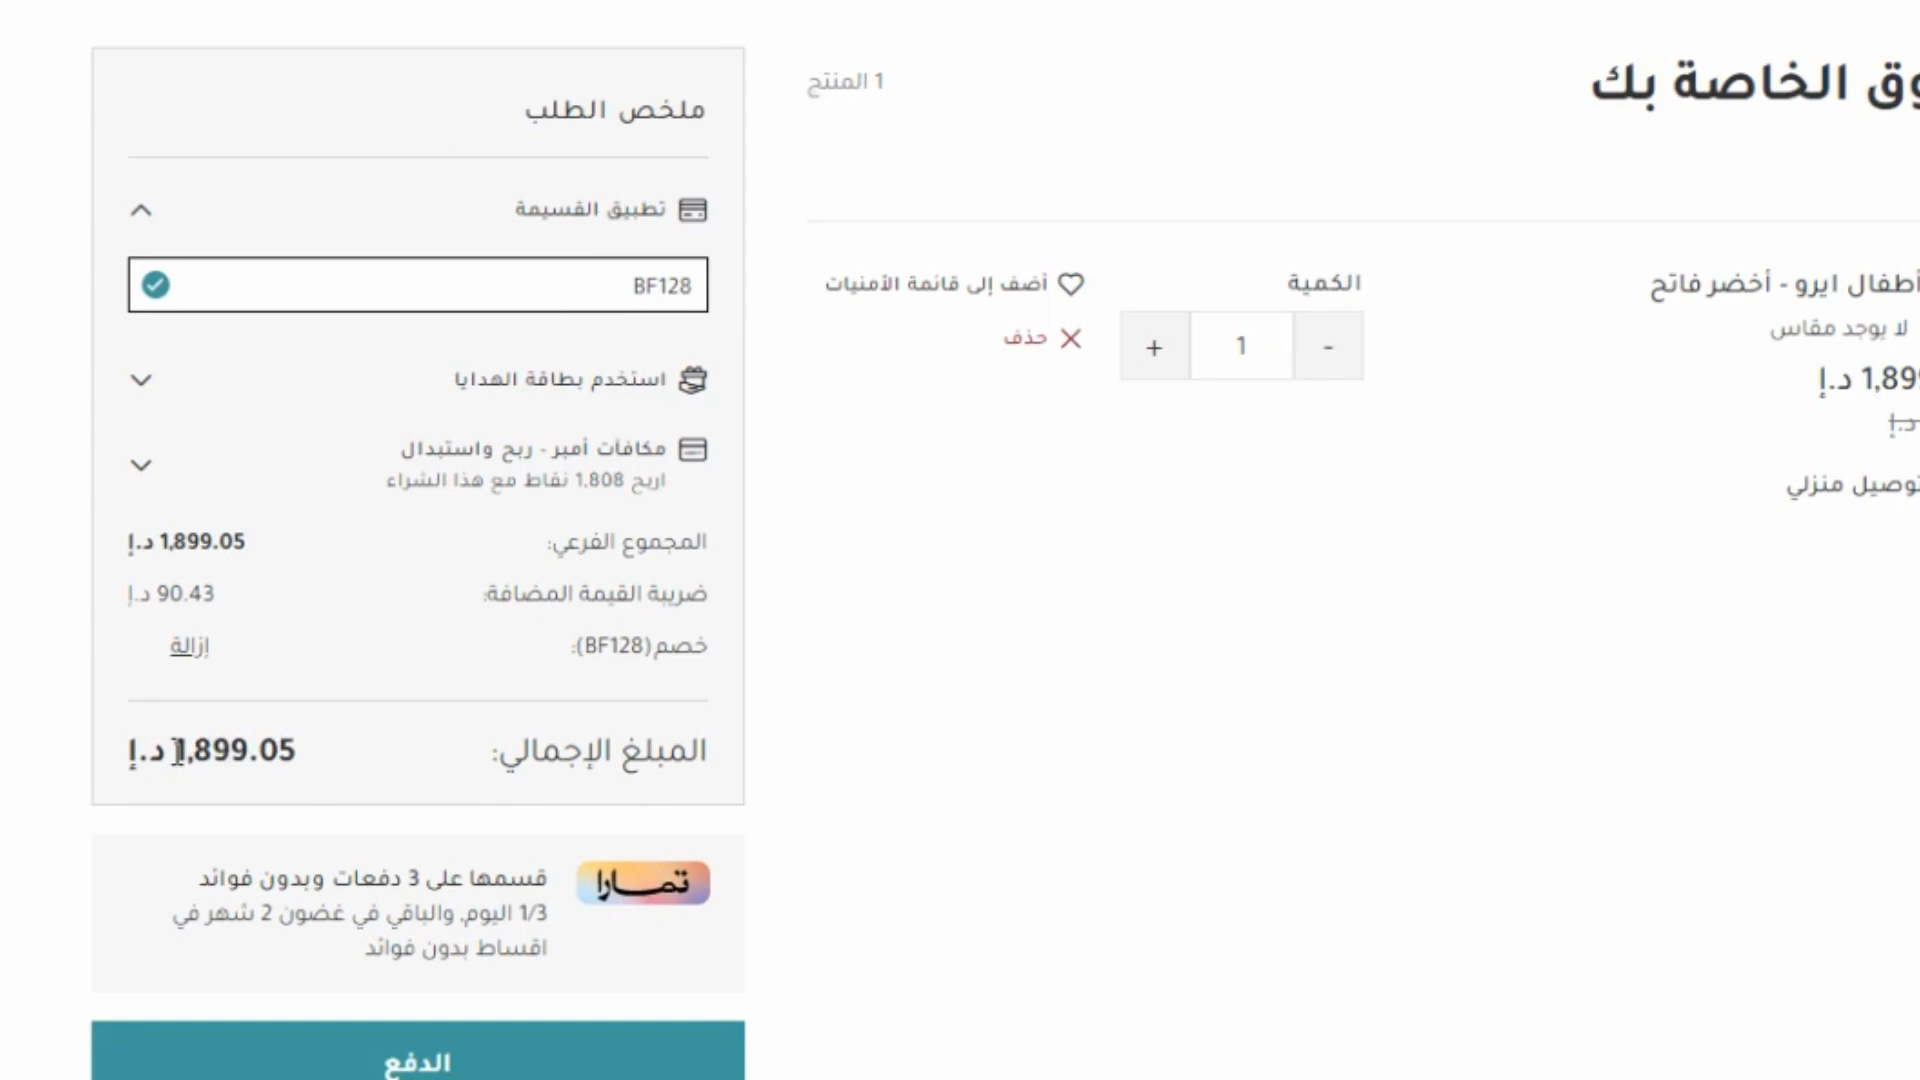 وق الخاصة بك
1 المنتج
أطفال ايرو - أخضر فاتح
لا يوجد مقاس
1,899 د.إ
د.إ
توصيل منزلي
الكمية
- 1 +
أضف إلى قائمة الأمنيات
حذف
ملخص الطلب
تطبيق القسيمة
BF128
استخدم بطاقة الهدايا
مكافآت أمبر - ربح واستبدال
اربح 1,808 نقاط مع هذا الشراء
المجموع الفرعي: 1,899.05 د.إ
ضريبة القيمة المضافة: 90.43 د.إ
خصم(BF128): إزالة
المبلغ الإجمالي: 1,899.05 د.إ
تمارا
قسمها على 3 دفعات وبدون فوائد
1/3 اليوم, والباقي في غضون 2 شهر في
اقساط بدون فوائد
الدفع